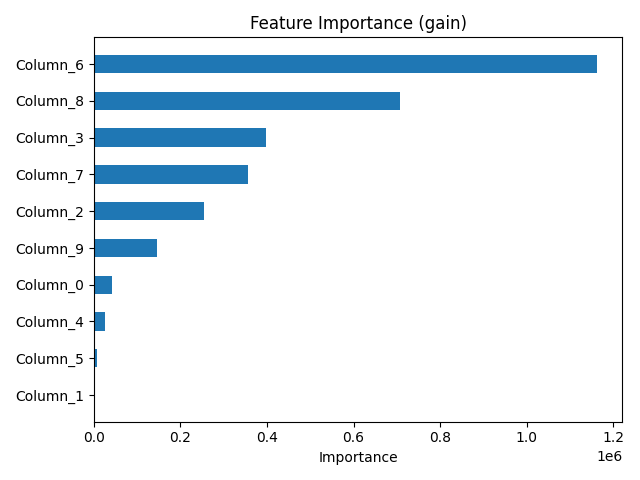 Feature Importance (gain)
Column_6
Column_8
Column_3
Column_7
Column_2
Column_9
Column_0
Column_4
Column_5
Column_1
0.0 0.2 0.4 0.6 0.8 1.0 1.2
1e6
Importance